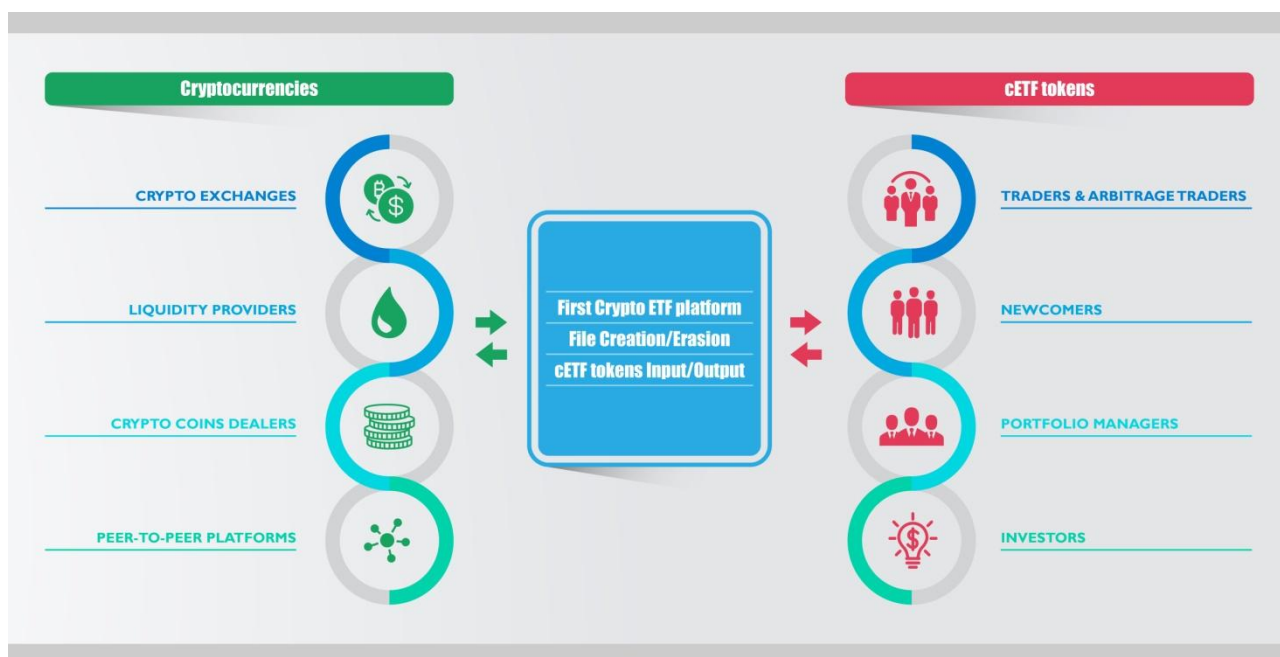 Cryptocurrencies
CRYPTO EXCHANGES
LIQUIDITY PROVIDERS
CRYPTO COINS DEALERS
PEER-TO-PEER PLATFORMS
First Crypto ETF platform
File Creation/Erasion
cETF tokens Input/Output
cETF tokens
TRADERS & ARBITRAGE TRADERS
NEWCOMERS
PORTFOLIO MANAGERS
INVESTORS